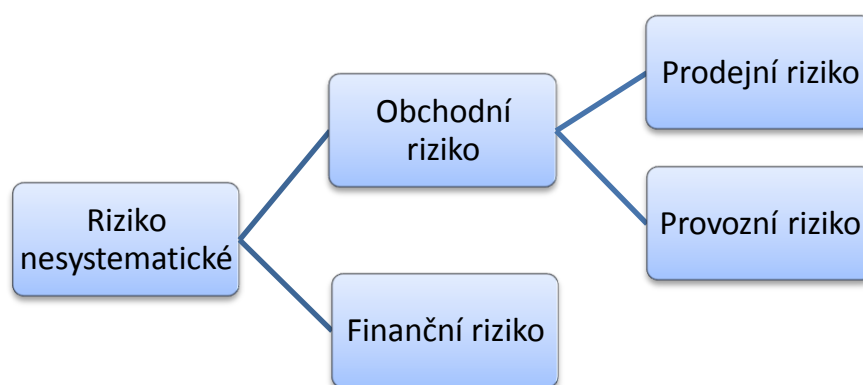 Riziko
nesystematické
Obchodní
riziko
Finanční riziko
Prodejní riziko
Provozní riziko